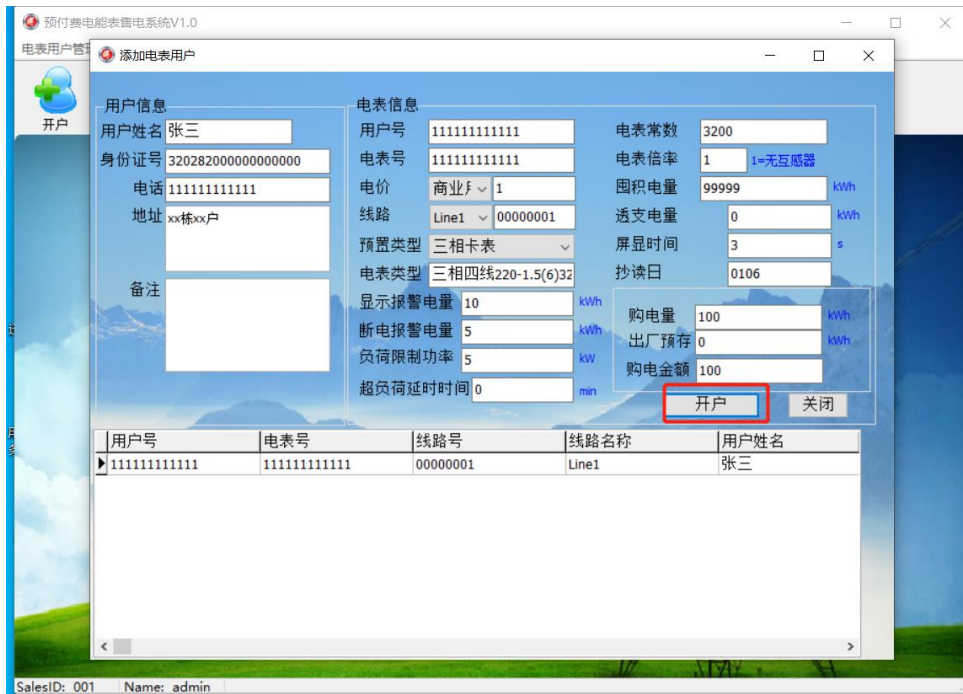 预付费电能表售电系统V1.0
电表用户管
添加电表用户
开户
用户信息
用户姓名 张三
身份证号 320282000000000000
电话 111111111111
地址 xx栋xx户
备注
电表信息
用户号 111111111111
电表号 111111111111
电价 商业 1
线路 Line1 00000001
预置类型 三相卡表
电表类型 三相四线220-1.5(6)32
显示报警电量 10 kWh
断电报警电量 5 kWh
负荷限制功率 5 kW
超负荷延时时间 0 min
电表常数 3200
电表倍率 1 1=无互感器
囤积电量 99999 kWh
透支电量 0 kWh
屏显时间 3 s
抄读日 0106
购电量 100 kWh
出厂预存 0 kWh
购电金额 100
开户 关闭
用户号 电表号 线路号 线路名称 用户姓名
111111111111 111111111111 00000001 Line1 张三
SalesID: 001 Name: admin